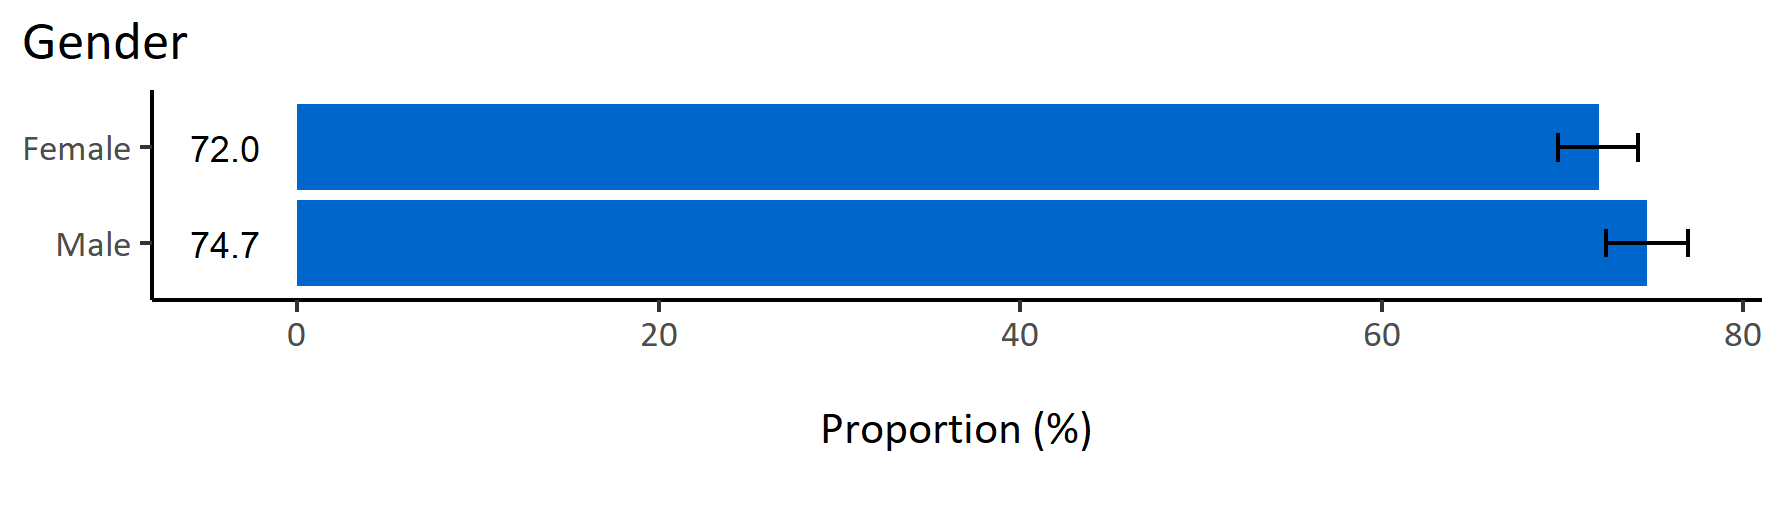 Gender
Female 72.0
Male 74.7
0 20 40 60 80
Proportion (%)